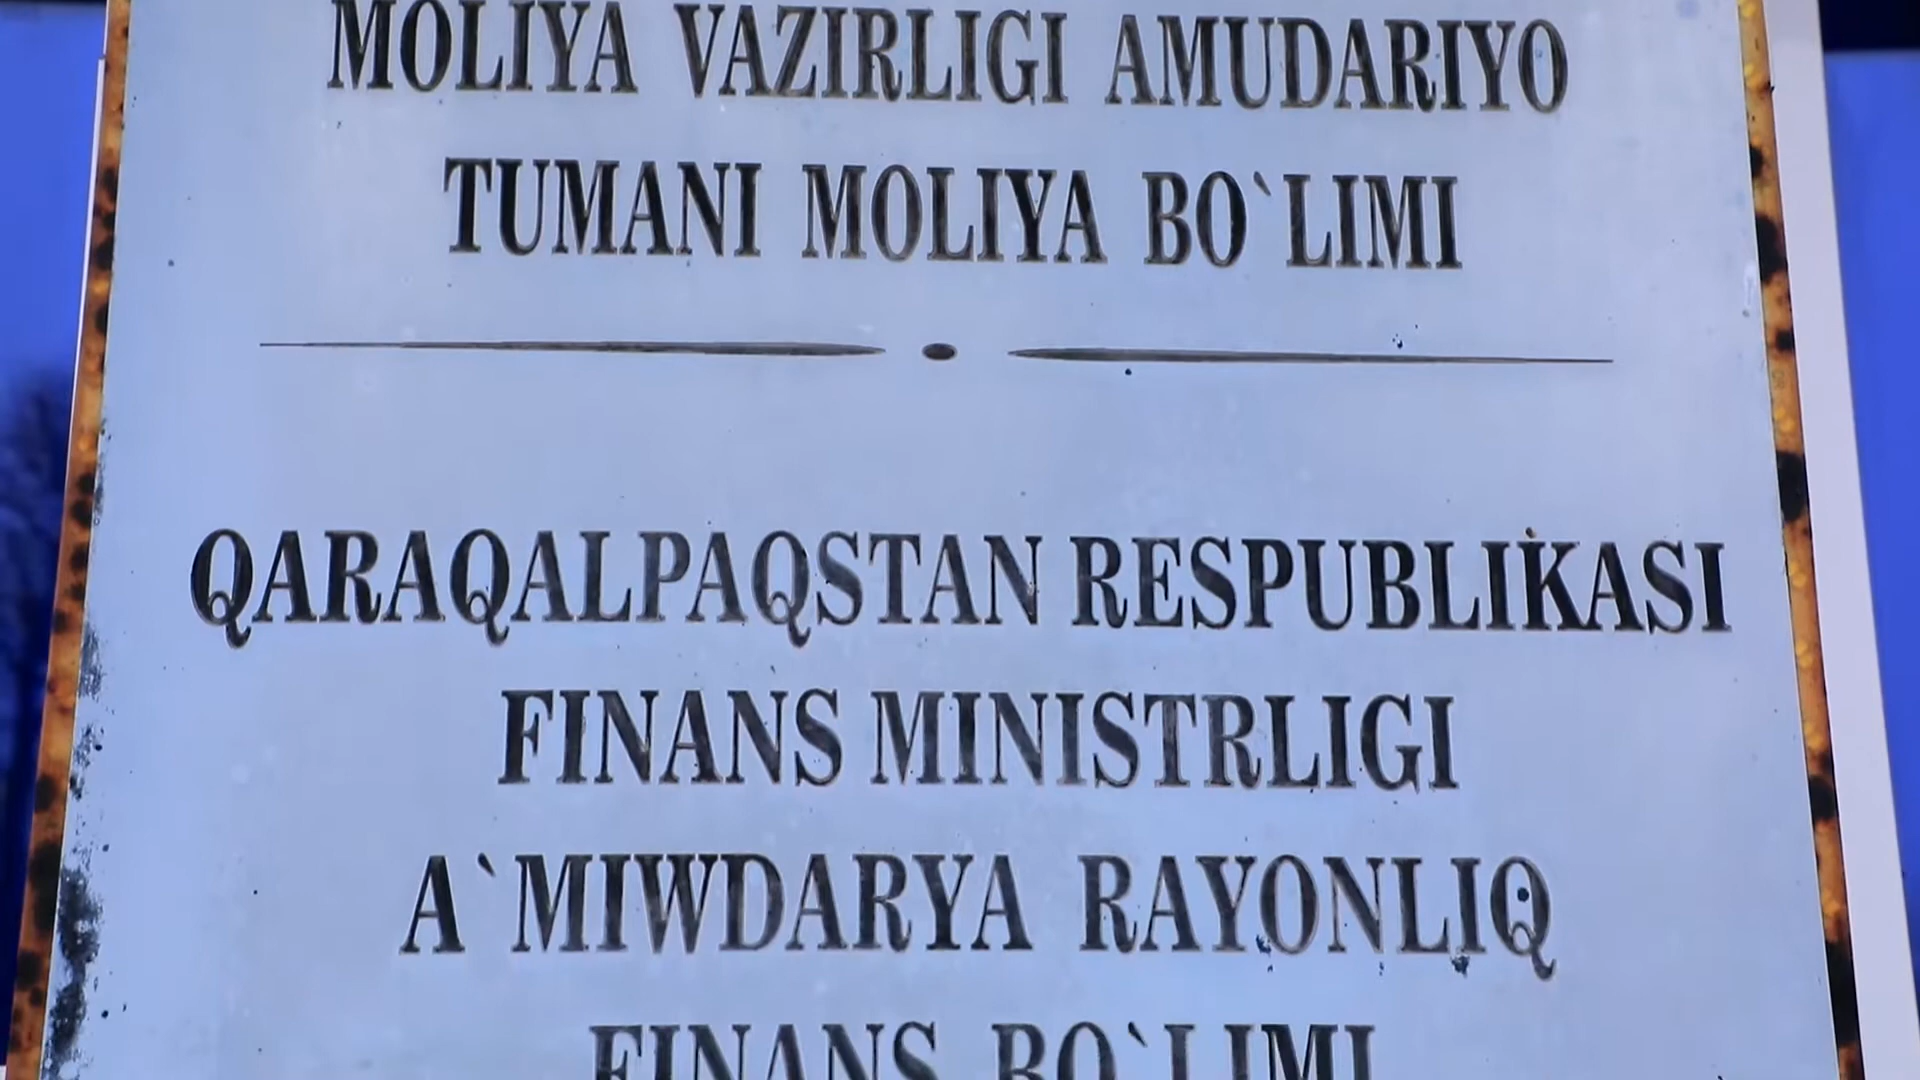 MOLIYA VAZIRLIGI AMUDARIYO
TUMANI MOLIYA BO`LIMI
QARAQALPAQSTAN RESPUBLIKASI
FINANS MINISTRLIGI
A`MIWDARYA RAYONLIQ
FINANS BO`LIMI